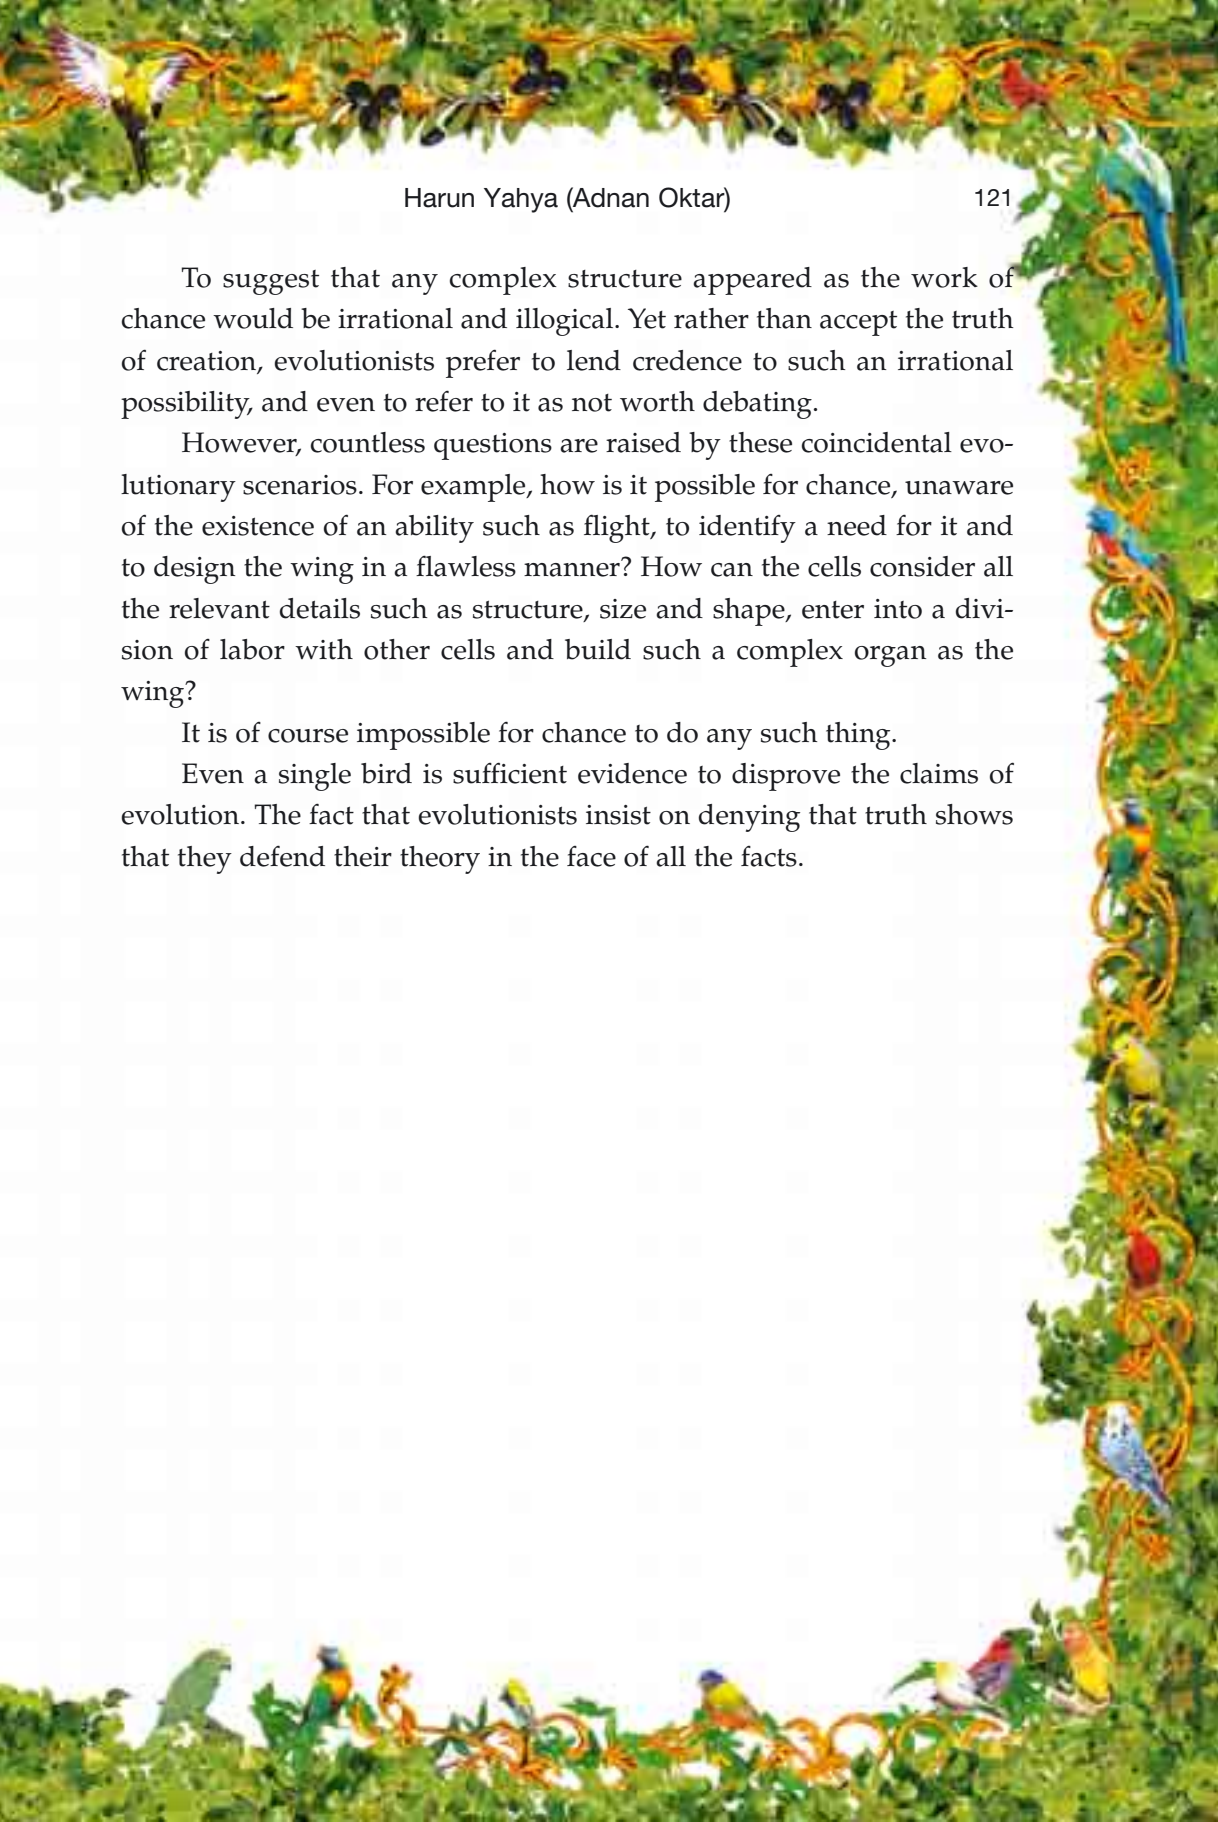 Harun Yahya (Adnan Oktar) 121
To suggest that any complex structure appeared as the work of
chance would be irrational and illogical. Yet rather than accept the truth
of creation, evolutionists prefer to lend credence to such an irrational
possibility, and even to refer to it as not worth debating.
However, countless questions are raised by these coincidental evo-
lutionary scenarios. For example, how is it possible for chance, unaware
of the existence of an ability such as flight, to identify a need for it and
to design the wing in a flawless manner? How can the cells consider all
the relevant details such as structure, size and shape, enter into a divi-
sion of labor with other cells and build such a complex organ as the
wing?
It is of course impossible for chance to do any such thing.
Even a single bird is sufficient evidence to disprove the claims of
evolution. The fact that evolutionists insist on denying that truth shows
that they defend their theory in the face of all the facts.